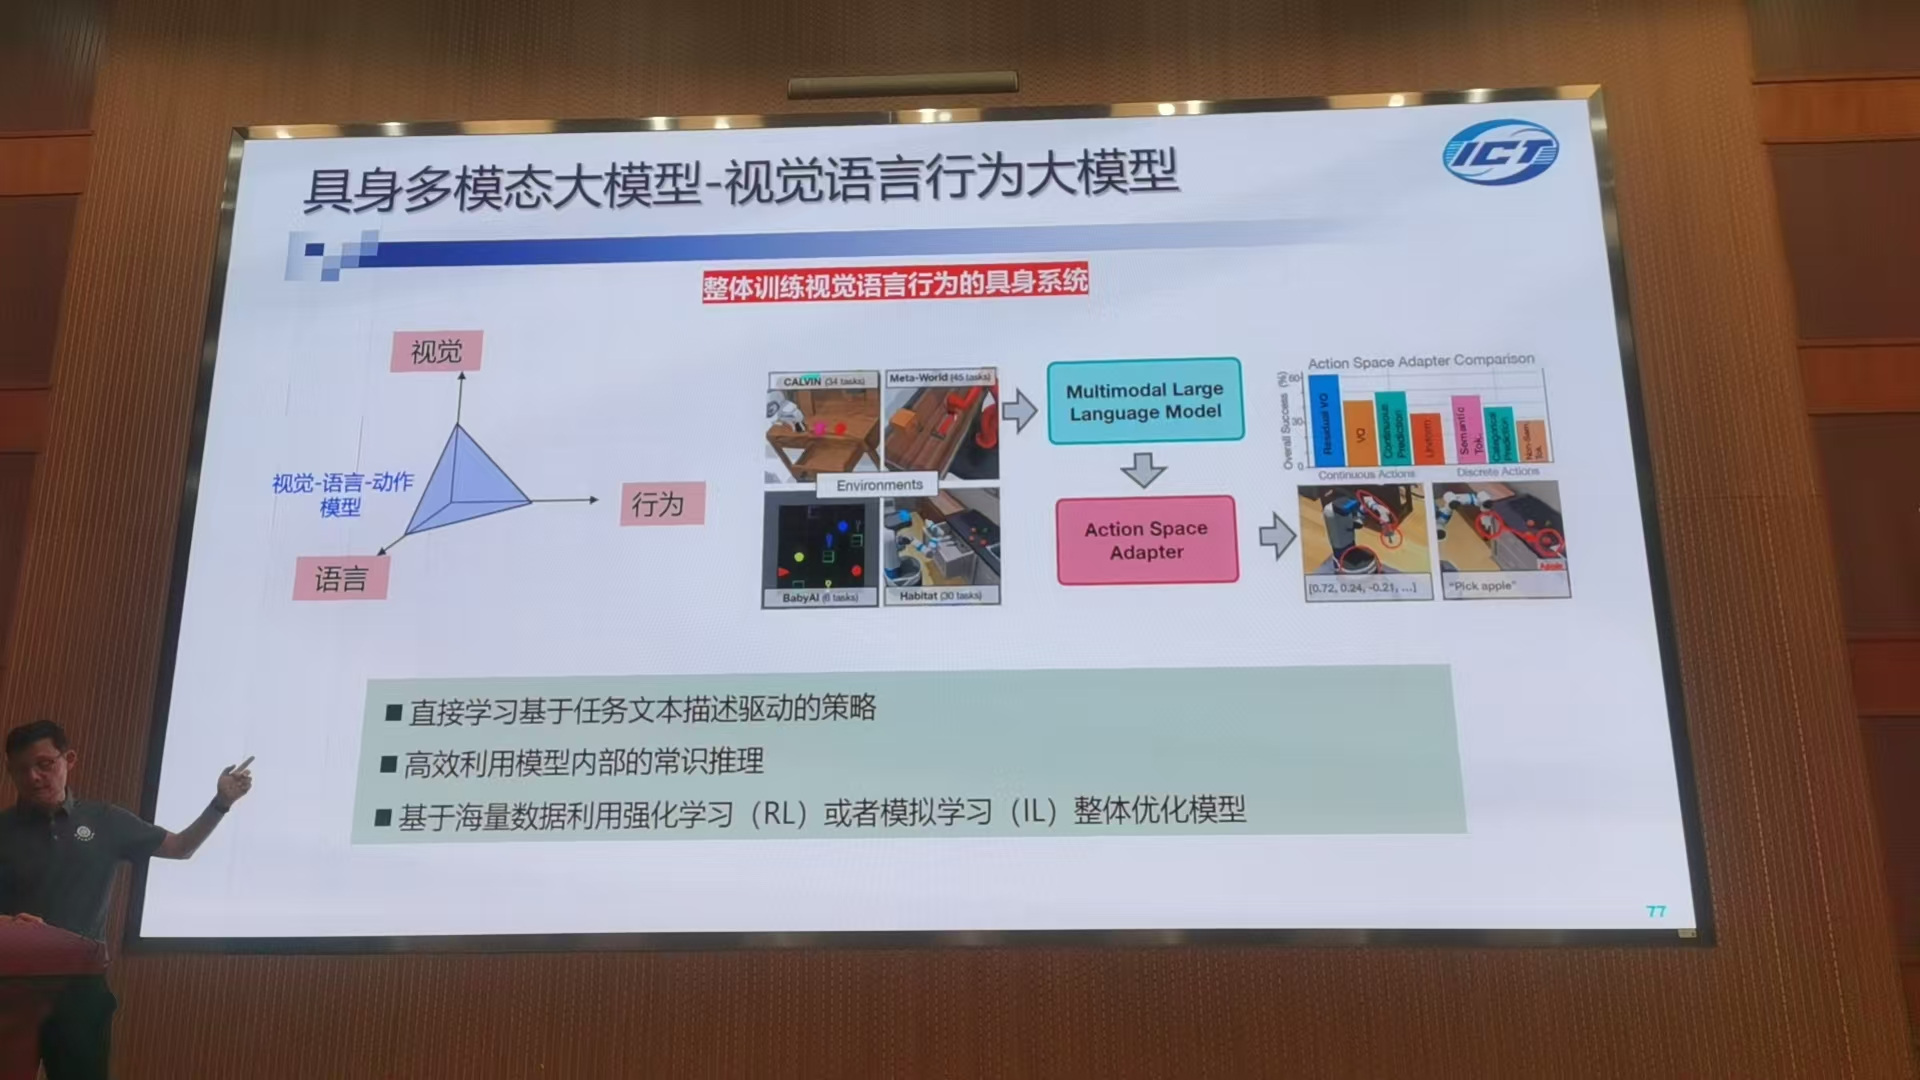 具身多模态大模型-视觉语言行为大模型
ICT
整体训练视觉语言行为的具身系统
视觉
视觉-语言-动作
模型
行为
语言
CALVIN (34 tasks)
Meta-World (45 tasks)
Environments
BabyAI (6 tasks)
Habitat (30 tasks)
Multimodal Large
Language Model
Action Space
Adapter
Action Space Adapter Comparison
Overall Success (%)
60
30
0
Residual VQ
VQ
Continuous
Prediction
Uniform
Semantic
Tok.
Categorical
Prediction
Non-Sem.
Tok.
Continuous Actions
Discrete Actions
[0.72, 0.24, -0.21, ...]
Apple
“Pick apple”
■ 直接学习基于任务文本描述驱动的策略
■ 高效利用模型内部的常识推理
■ 基于海量数据利用强化学习（RL）或者模拟学习（IL）整体优化模型
77